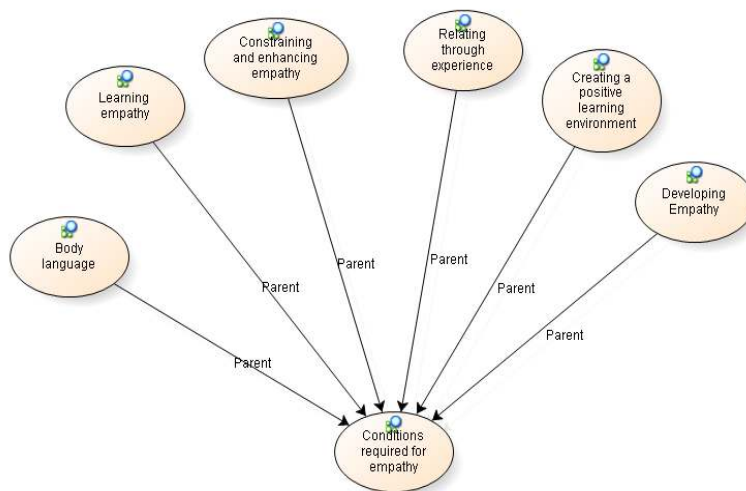 Constraining
and enhancing
empathy
Relating
through
experience
Learning
empathy
Creating a
positive
learning
environment
Developing
Empathy
Body
language
Parent
Parent
Parent
Parent
Parent
Parent
Conditions
required for
empathy